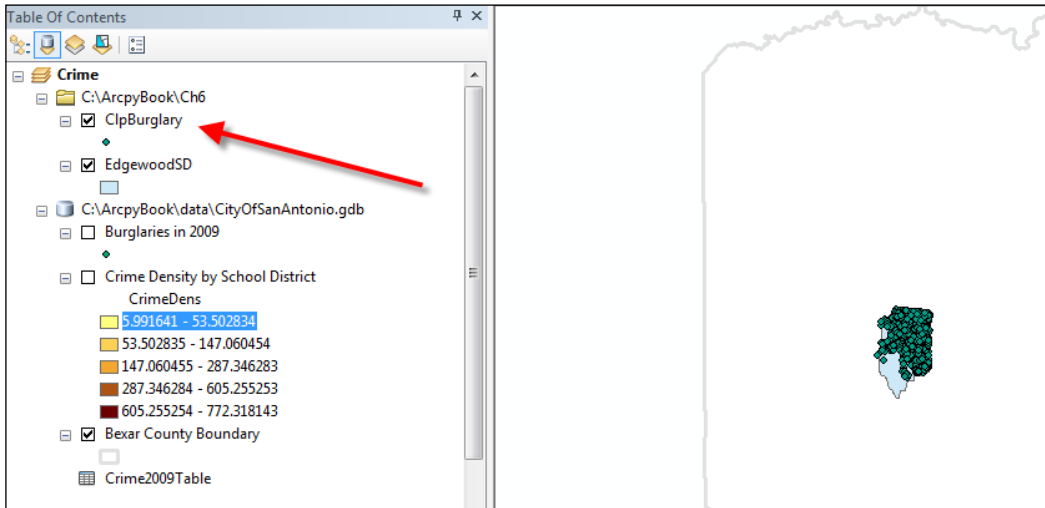 Table Of Contents
Crime
C:\ArcpyBook\Ch6
ClpBurglary
EdgewoodSD
C:\ArcpyBook\data\CityOfSanAntonio.gdb
Burglaries in 2009
Crime Density by School District
CrimeDens
5.991641 - 53.502834
53.502835 - 147.060454
147.060455 - 287.346283
287.346284 - 605.255253
605.255254 - 772.318143
Bexar County Boundary
Crime2009Table